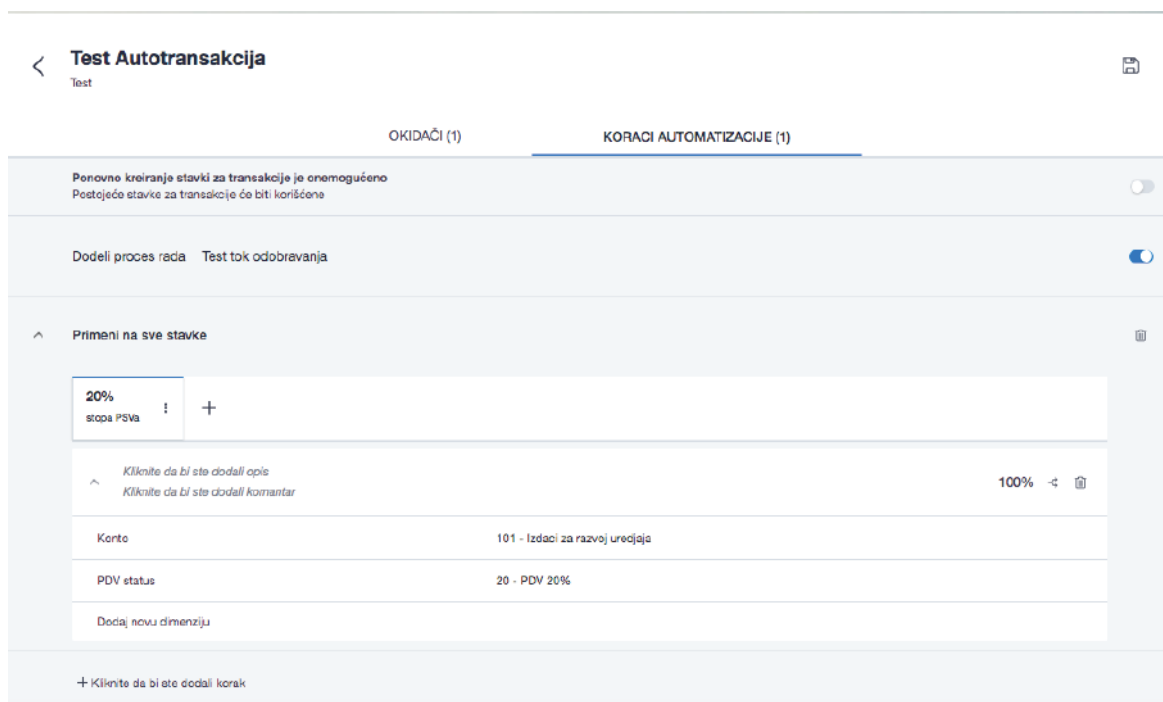 Test Autotransakcija
Test
OKIDAČI (1)
KORACI AUTOMATIZACIJE (1)
Ponovno kreiranje stavki za transakcije je onemogućeno
Postojeće stavke za transakcije će biti korišćene
Dodeli proces rada Test tok odobravanja
Primeni na sve stavke
20%
stopa PSVa
+
Kliknite da bi ste dodali opis
Kliknite da bi ste dodali komantar
100%
Konto 101 - Izdaci za razvoj uredjaja
PDV status 20 - PDV 20%
Dodaj novu dimenziju
+ Kliknite da bi ste dodali korak